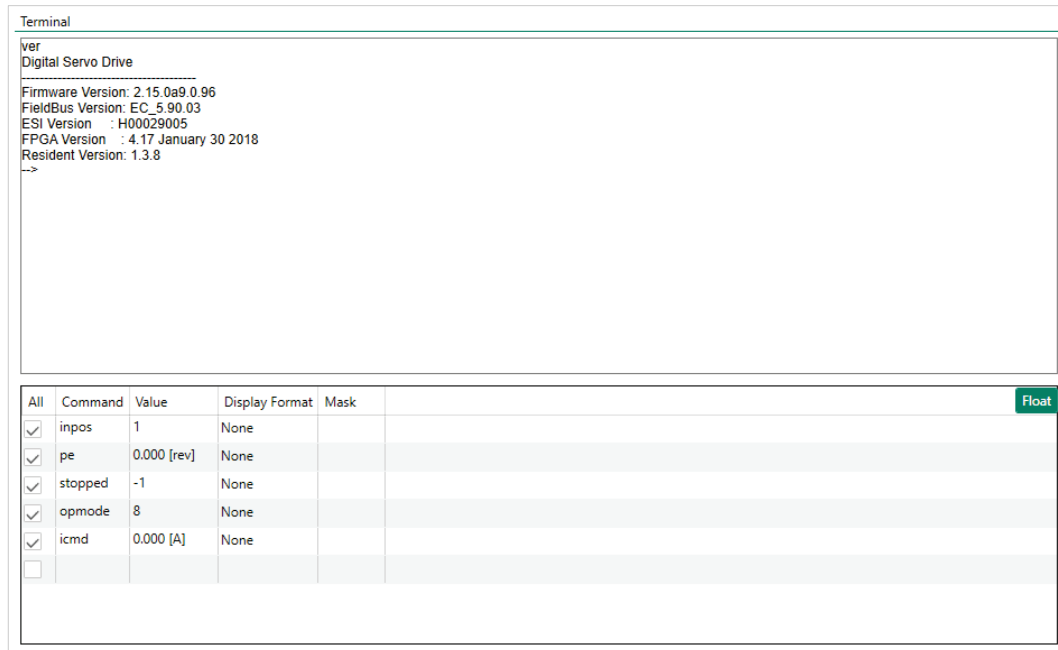 Terminal
ver
Digital Servo Drive
---------------------------------------
Firmware Version: 2.15.0a9.0.96
FieldBus Version: EC_5.90.03
ESI Version : H00029005
FPGA Version : 4.17 January 30 2018
Resident Version: 1.3.8
-->
All Command Value Display Format Mask Float
inpos 1 None
pe 0.000 [rev] None
stopped -1 None
opmode 8 None
icmd 0.000 [A] None